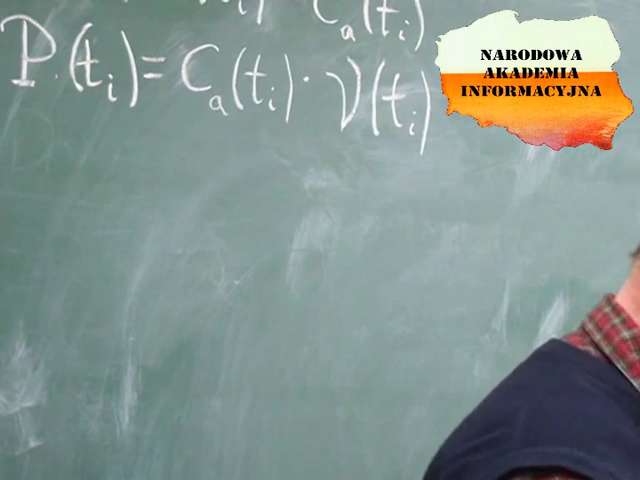 C_a(t_i)
P.(t_i) = C_a(t_i) · V(t_i)
NARODOWA
AKADEMIA
INFORMACYJNA